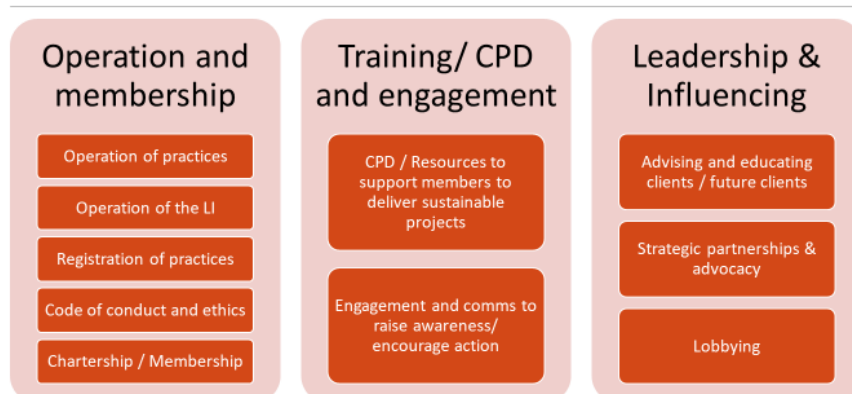 Operation and
membership
Operation of practices
Operation of the LI
Registration of practices
Code of conduct and ethics
Chartership / Membership
Training/ CPD
and engagement
CPD / Resources to
support members to
deliver sustainable
projects
Engagement and comms to
raise awareness/
encourage action
Leadership &
Influencing
Advising and educating
clients / future clients
Strategic partnerships &
advocacy
Lobbying